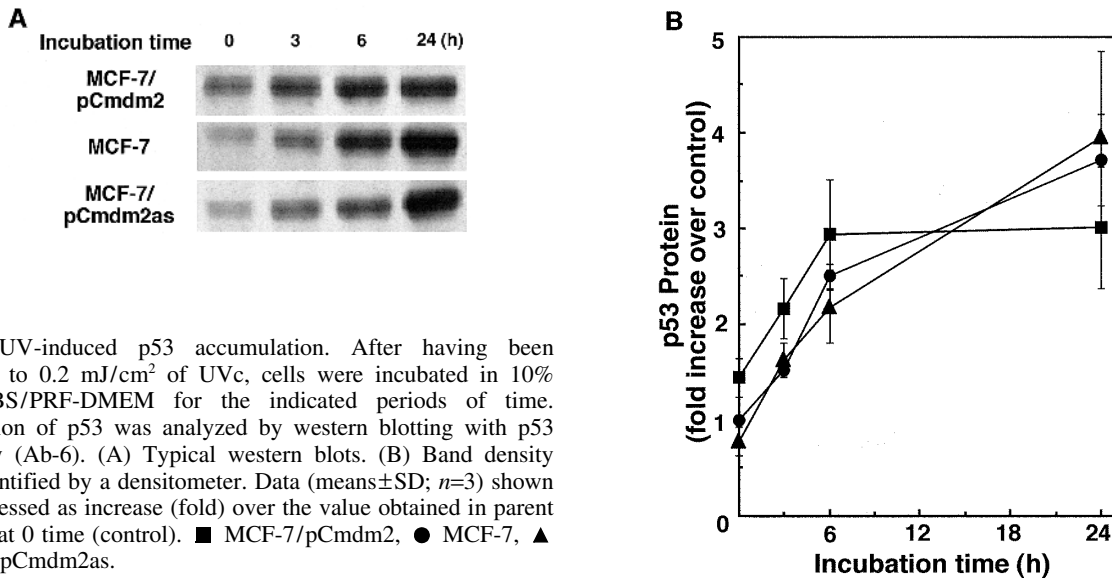 A
Incubation time 0 3 6 24 (h)
MCF-7/
pCmdm2
MCF-7
MCF-7/
pCmdm2as
UV-induced p53 accumulation. After having been
to 0.2 mJ/cm² of UVc, cells were incubated in 10%
BS/PRF-DMEM for the indicated periods of time.
ion of p53 was analyzed by western blotting with p53
(Ab-6). (A) Typical western blots. (B) Band density
ntified by a densitometer. Data (means±SD; n=3) shown
essed as increase (fold) over the value obtained in parent
at 0 time (control). ■ MCF-7/pCmdm2, ● MCF-7, ▲
pCmdm2as.
B
p53 Protein
(fold increase over control)
5
4
3
2
1
0
6 12 18 24
Incubation time (h)